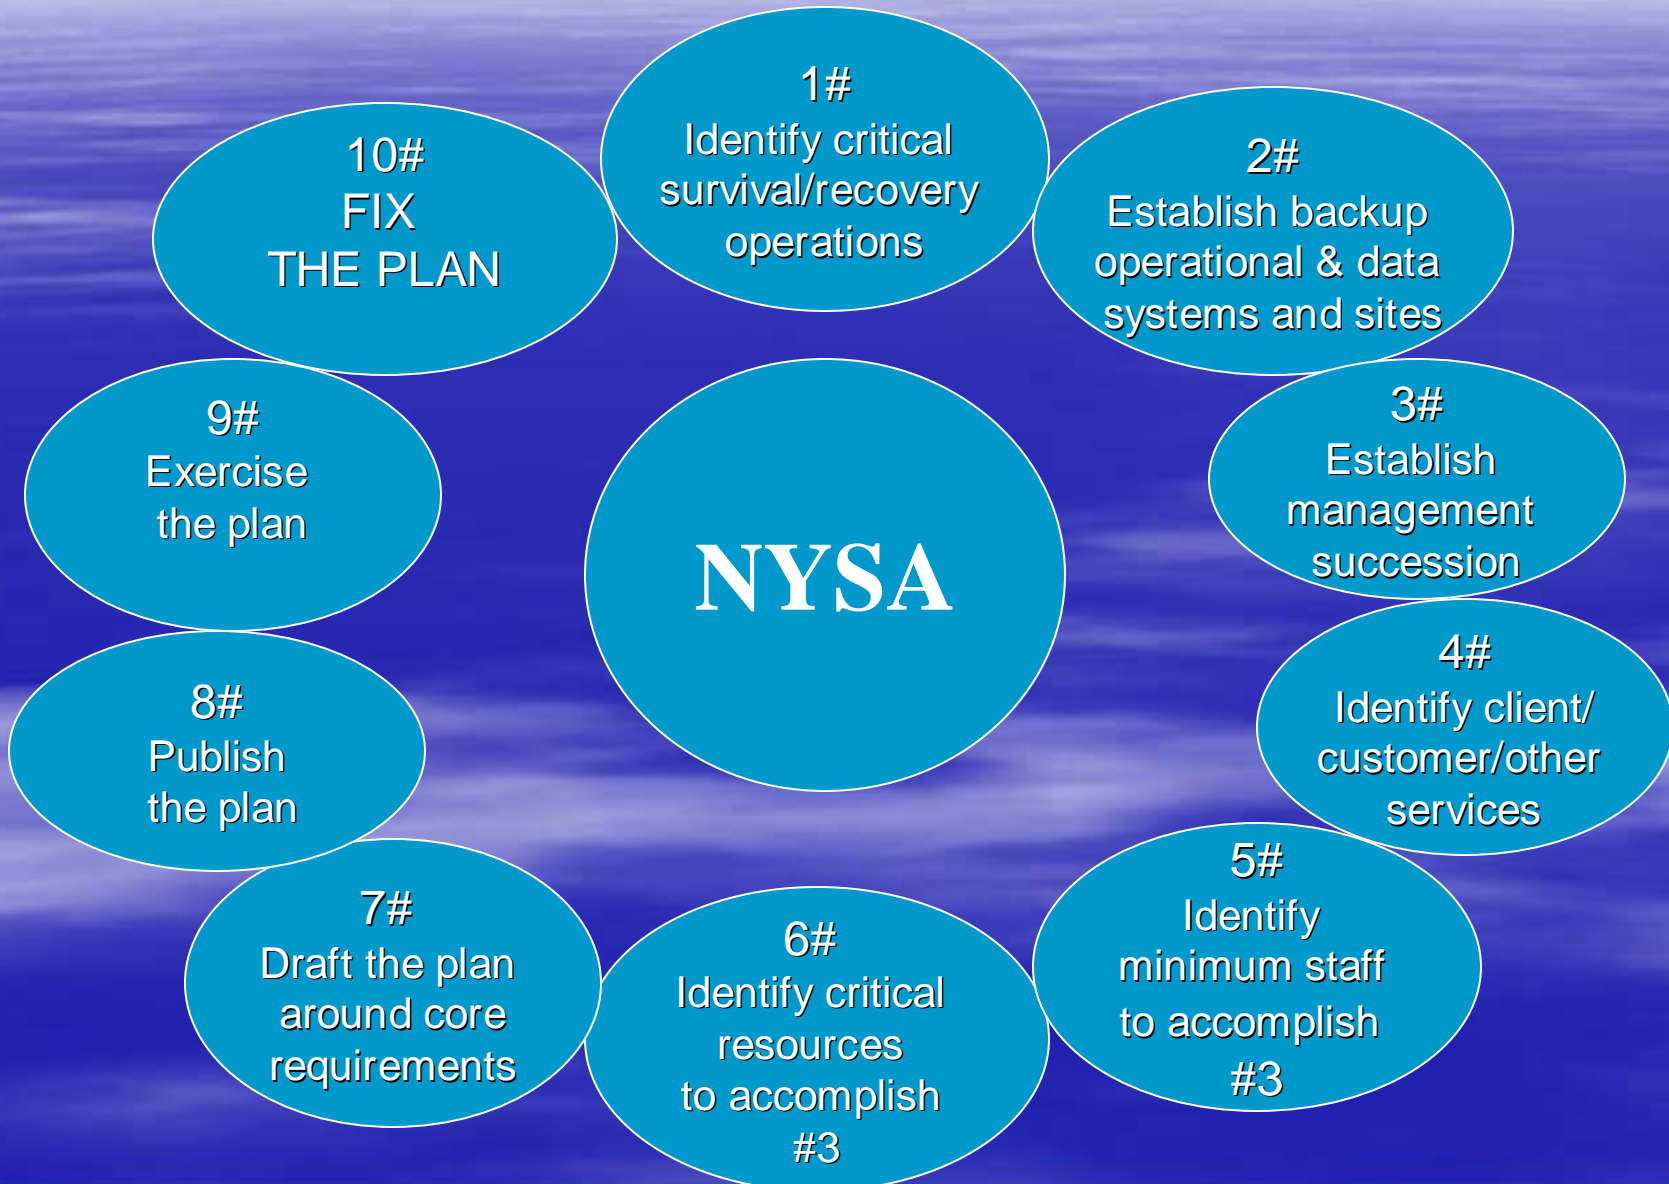 1#
Identify critical
survival/recovery
operations
2#
Establish backup
operational & data
systems and sites
3#
Establish
management
succession
4#
Identify client/
customer/other
services
5#
Identify
minimum staff
to accomplish
#3
6#
Identify critical
resources
to accomplish
#3
7#
Draft the plan
around core
requirements
8#
Publish
the plan
9#
Exercise
the plan
10#
FIX
THE PLAN
NYSA